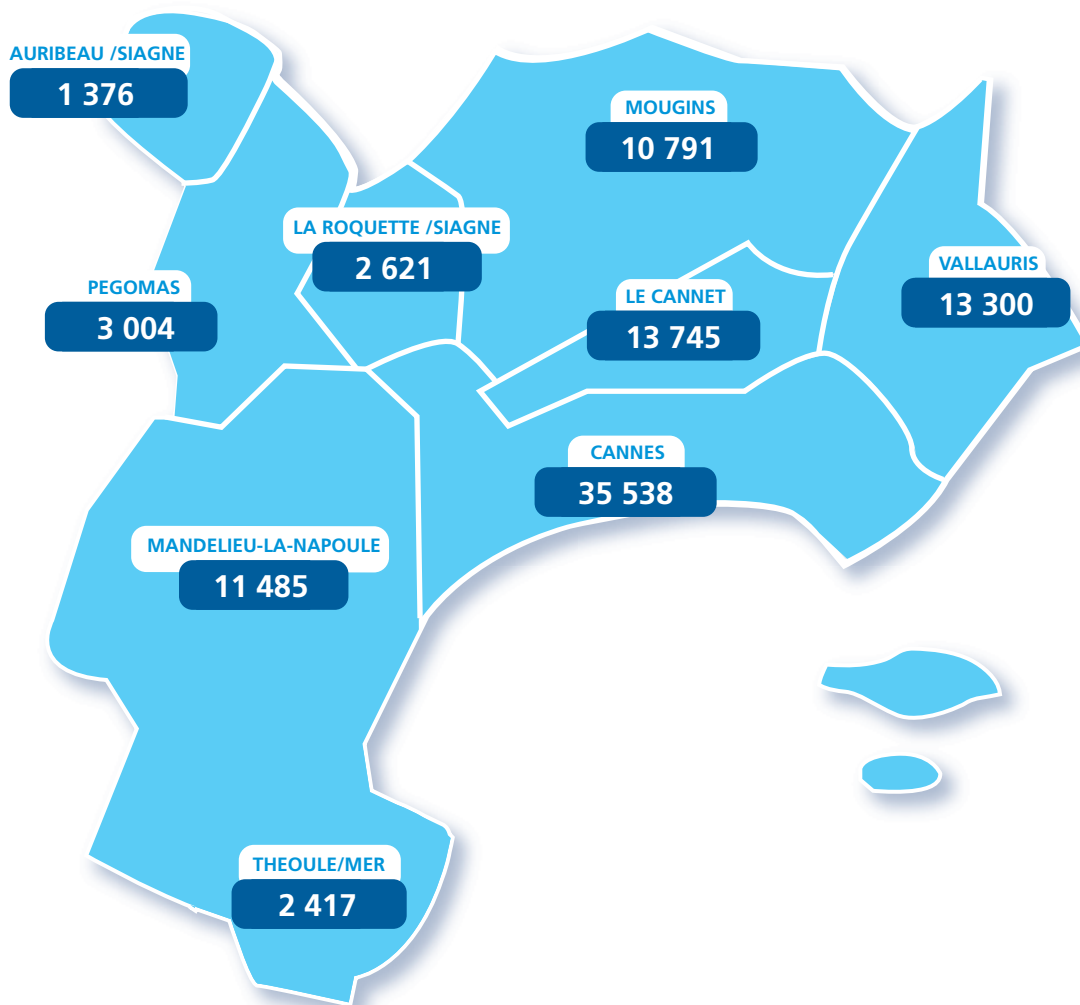 AURIBEAU /SIAGNE
1 376
MOUGINS
10 791
LA ROQUETTE /SIAGNE
2 621
VALLAURIS
13 300
PEGOMAS
3 004
LE CANNET
13 745
CANNES
35 538
MANDELIEU-LA-NAPOULE
11 485
THEOULE/MER
2 417